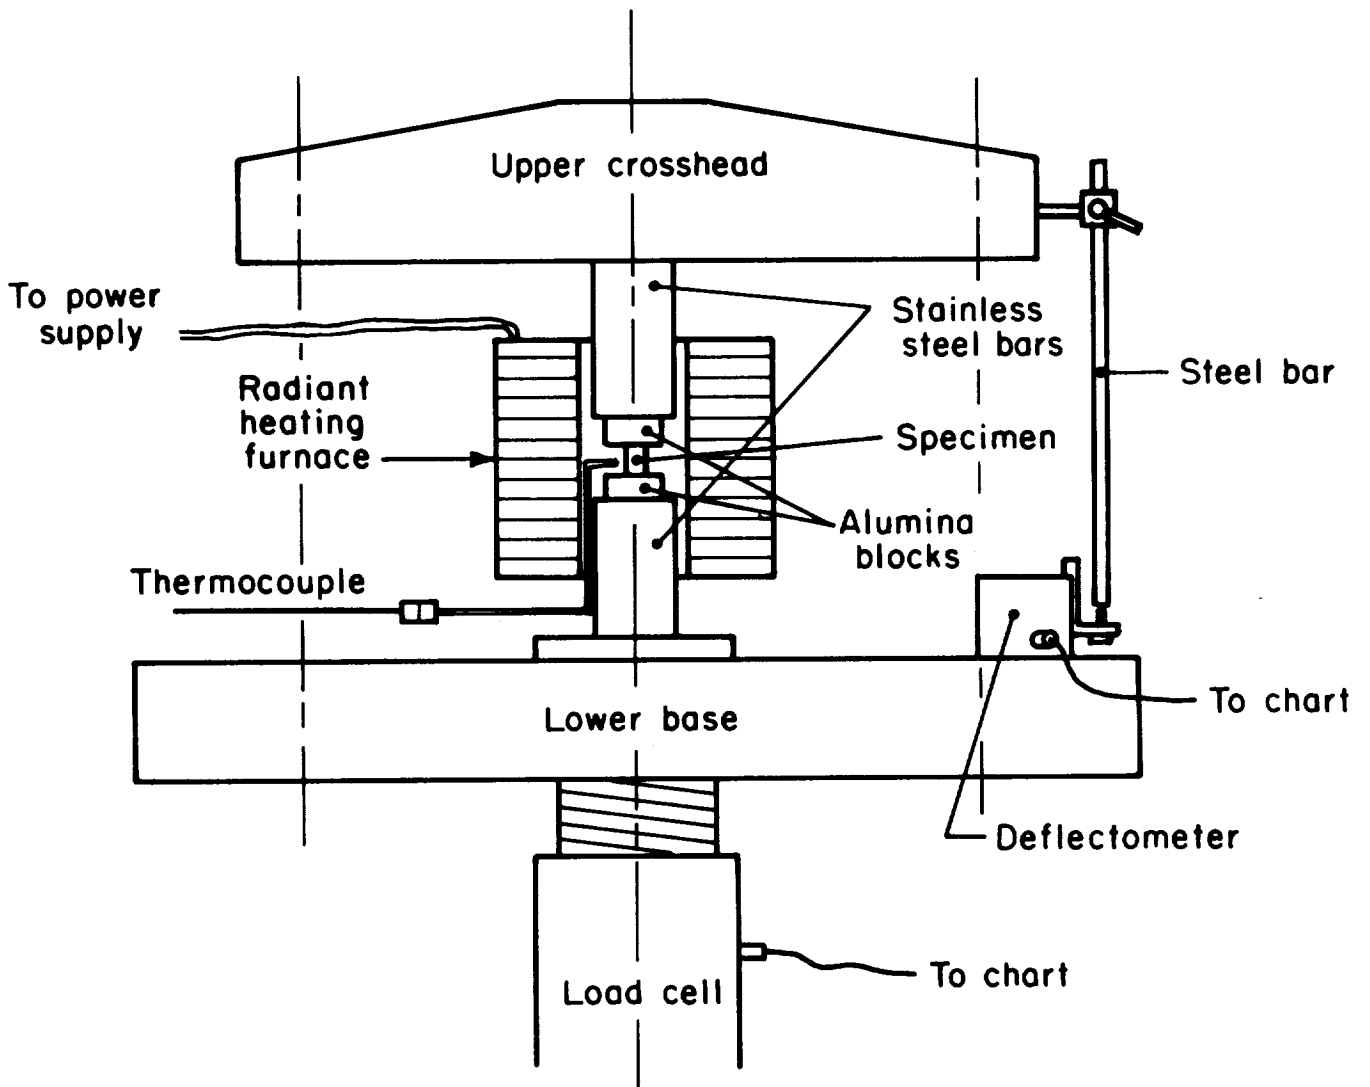 Upper crosshead
To power
supply
Stainless
steel bars
Steel bar
Radiant
heating
furnace
Specimen
Alumina
blocks
Thermocouple
To chart
Lower base
Deflectometer
To chart
Load cell